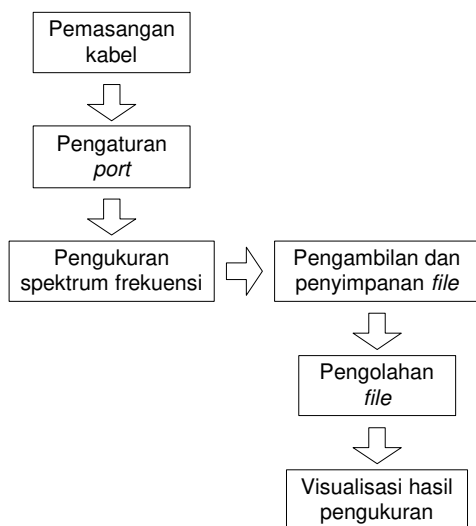 Pemasangan
kabel
Pengaturan
port
Pengukuran
spektrum frekuensi
Pengambilan dan
penyimpanan file
Pengolahan
file
Visualisasi hasil
pengukuran